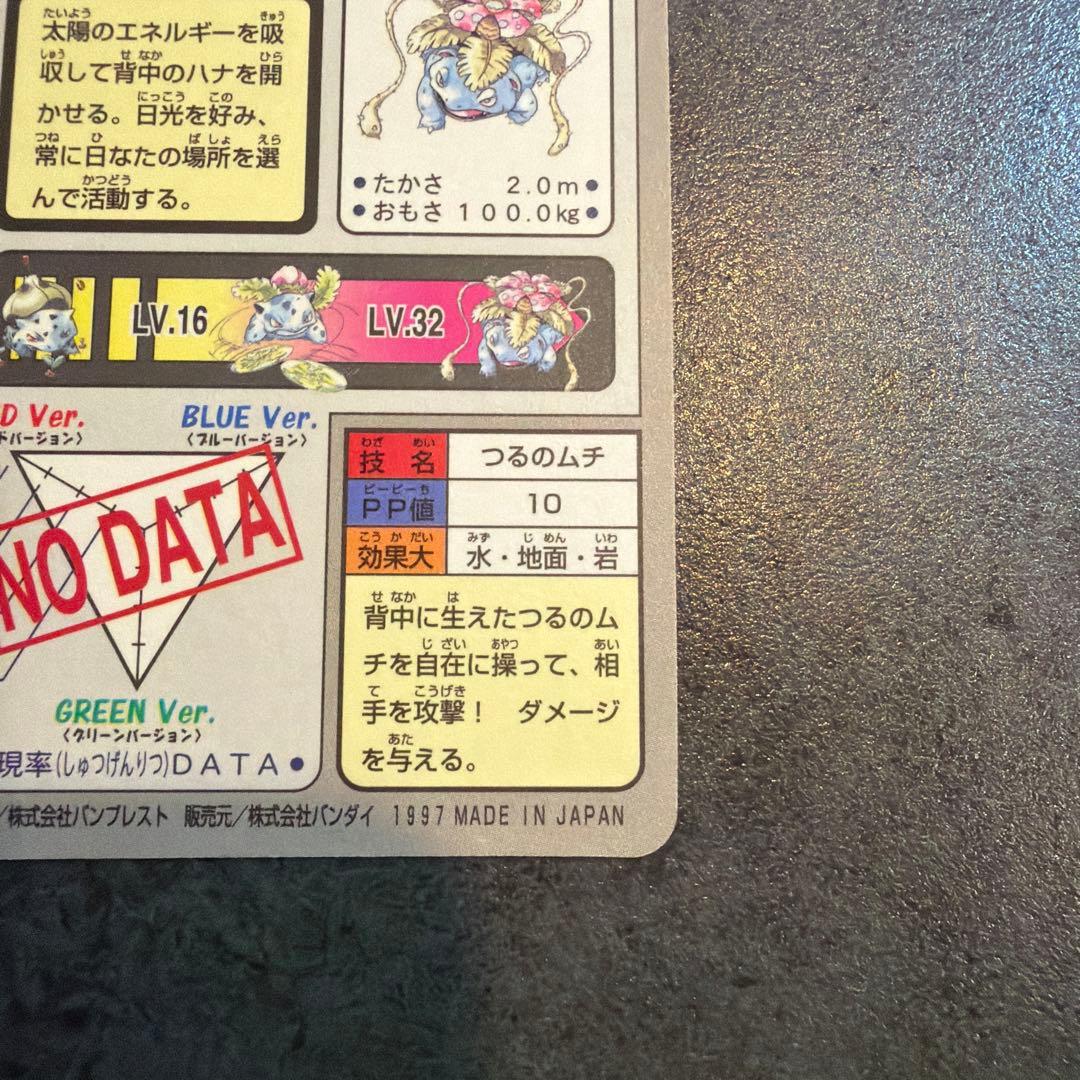 太陽のエネルギーを吸
収して背中のハナを開
かせる。日光を好み、
常に日なたの場所を選
んで活動する。
●たかさ 2.0m●
●おもさ 100.0kg●
LV.16 LV.32
D Ver. BLUE Ver.
ドバージョン〉 〈ブルーバージョン〉
NO DATA
GREEN Ver.
〈グリーンバージョン〉
現率(しゅつげんりつ)DATA●
技名 つるのムチ
PP値 10
効果大 水・地面・岩
背中に生えたつるのム
チを自在に操って、相
手を攻撃! ダメージ
を与える。
/株式会社バンプレスト 販売元/株式会社バンダイ 1997 MADE IN JAPAN